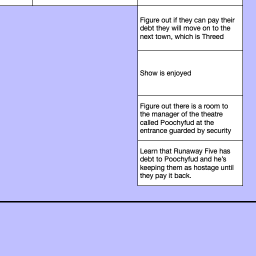 Figure out if they can pay their
debt they will move on to the
next town, which is Threed
Show is enjoyed
Figure out there is a room to
the manager of the theatre
called Poochyfud at the
entrance guarded by security
Learn that Runaway Five has
debt to Poochyfud and he's
keeping them as hostage until
they pay it back.